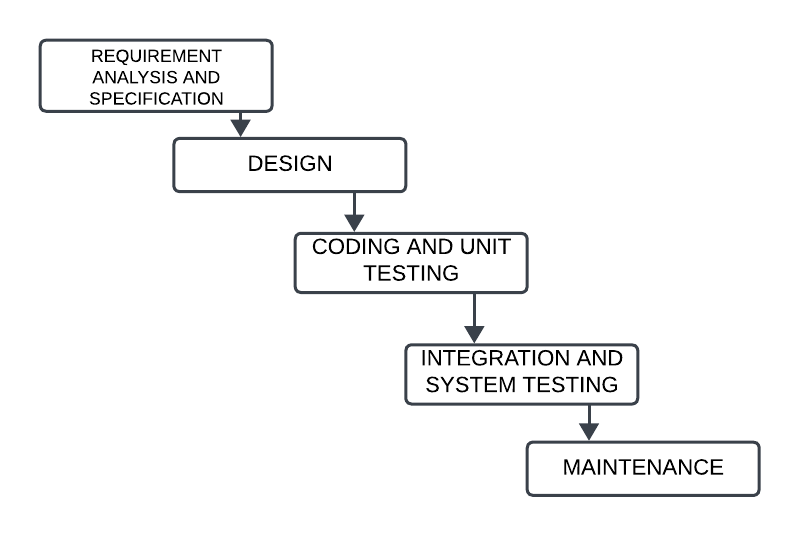 REQUIREMENT
ANALYSIS AND
SPECIFICATION
DESIGN
CODING AND UNIT
TESTING
INTEGRATION AND
SYSTEM TESTING
MAINTENANCE